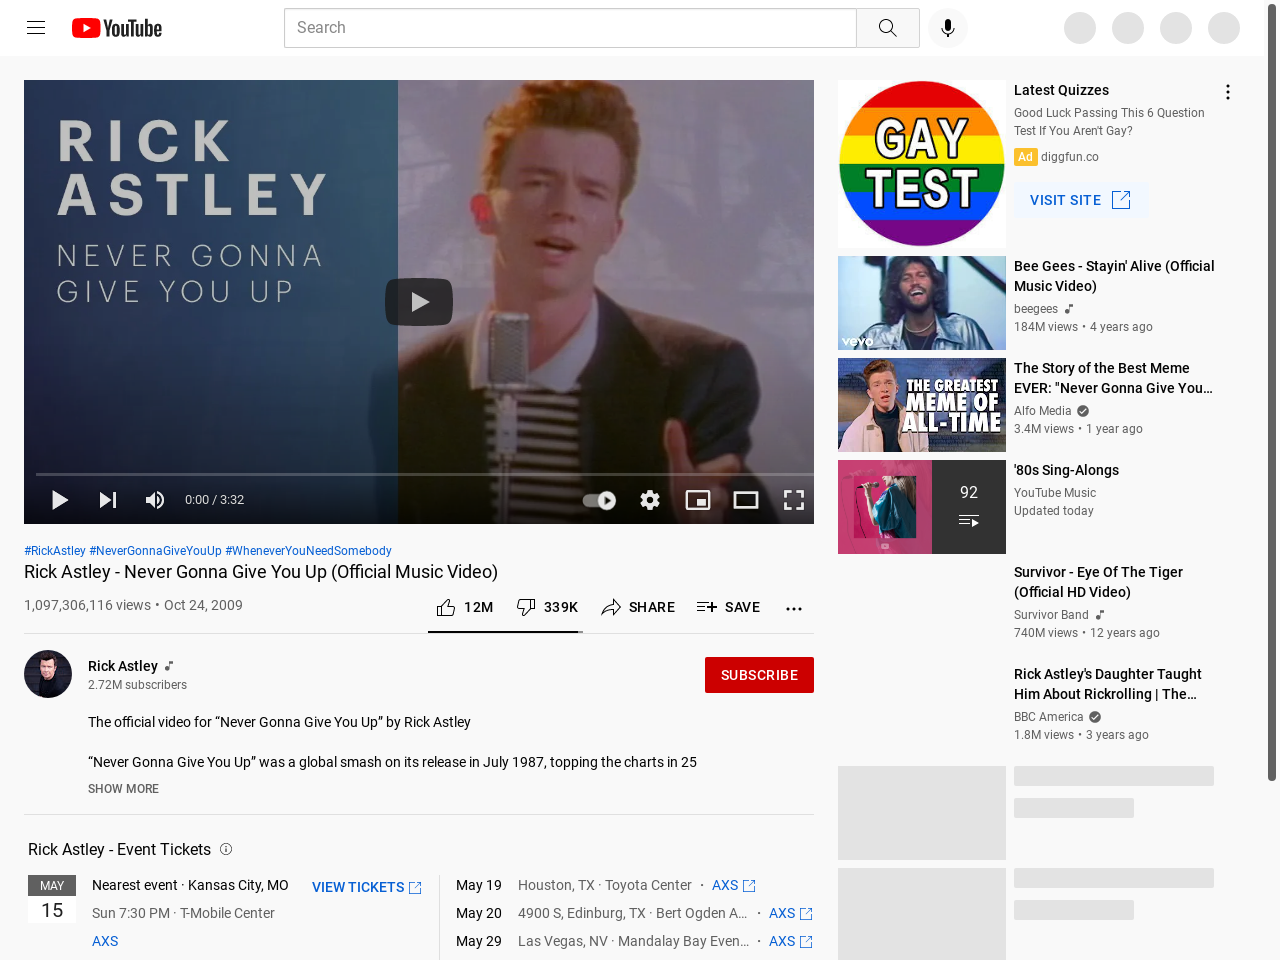 YouTube
Search
RICK
ASTLEY
NEVER GONNA
GIVE YOU UP
0:00 / 3:32
#RickAstley #NeverGonnaGiveYouUp #WheneverYouNeedSomebody
Rick Astley - Never Gonna Give You Up (Official Music Video)
1,097,306,116 views • Oct 24, 2009
12M
339K
SHARE
SAVE
Rick Astley
2.72M subscribers
SUBSCRIBE
The official video for “Never Gonna Give You Up” by Rick Astley
“Never Gonna Give You Up” was a global smash on its release in July 1987, topping the charts in 25
SHOW MORE
Rick Astley - Event Tickets
MAY
15
Nearest event · Kansas City, MO
VIEW TICKETS
Sun 7:30 PM · T-Mobile Center
AXS
May 19 Houston, TX · Toyota Center · AXS
May 20 4900 S, Edinburg, TX · Bert Ogden A... · AXS
May 29 Las Vegas, NV · Mandalay Bay Even... · AXS
GAY
TEST
Latest Quizzes
Good Luck Passing This 6 Question
Test If You Aren't Gay?
Ad diggfun.co
VISIT SITE
vevo
Bee Gees - Stayin' Alive (Official
Music Video)
beegees
184M views • 4 years ago
THE GREATEST
MEME OF
ALL-TIME
The Story of the Best Meme
EVER: "Never Gonna Give You...
Alfo Media
3.4M views • 1 year ago
92
'80s Sing-Alongs
YouTube Music
Updated today
Survivor - Eye Of The Tiger
(Official HD Video)
Survivor Band
740M views • 12 years ago
Rick Astley's Daughter Taught
Him About Rickrolling | The...
BBC America
1.8M views • 3 years ago